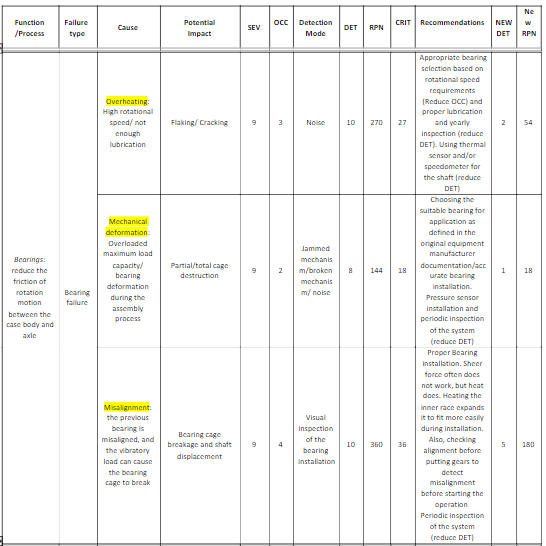 Function
/Process
Failure
type
Cause
Potential
Impact
SEV
OCC
Detection
Mode
DET
RPN
CRIT
Recommendations
NEW
DET
Ne
w
RPN
Bearings:
reduce the
friction of
rotation
motion
between the
case body and
axle
Bearing
failure
Overheating:
High rotational
speed/ not
enough
lubrication
Flaking/ Cracking
9
3
Noise
10
270
27
Appropriate bearing
selection based on
rotational speed
requirements
(Reduce OCC) and
proper lubrication
and yearly
inspection (reduce
DET). Using thermal
sensor and/or
speedometer for
the shaft (reduce
DET)
2
54
Mechanical
deformation:
Overloaded
maximum load
capacity/
bearing
deformation
during the
assembly
process
Partial/total cage
destruction
9
2
Jammed
mechanis
m/broken
mechanis
m/ noise
8
144
18
Choosing the
suitable bearing for
application as
defined in the
original equipment
manufacturer
documentation/acc
urate bearing
installation.
Pressure sensor
installation and
periodic inspection
of the system
(reduce DET)
1
18
Misalignment:
the previous
bearing is
misaligned, and
the vibratory
load can cause
the bearing
cage to break
Bearing cage
breakage and shaft
displacement
9
4
Visual
inspection
of the
bearing
installation
10
360
36
Proper Bearing
installation. Sheer
force often does
not work, but heat
does. Heating the
inner race expands
it to fit more easily
during installation.
Also, checking
alignment before
putting gears to
detect
misalignment
before starting the
operation
Periodic inspection
of the system
(reduce DET)
5
180